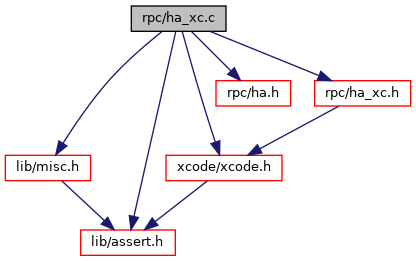 rpc/ha_xc.c
rpc/ha.h
rpc/ha_xc.h
lib/misc.h
xcode/xcode.h
lib/assert.h